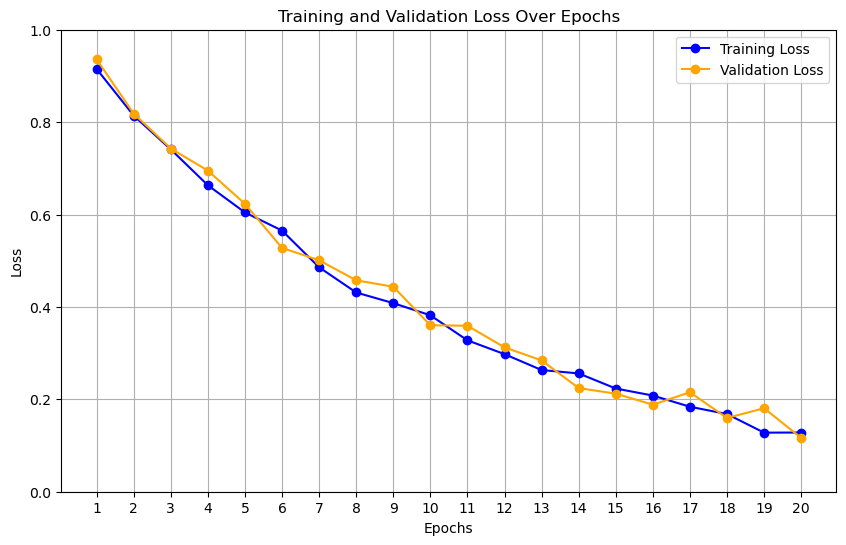 Training and Validation Loss Over Epochs
Training Loss
Validation Loss
1.0
0.8
0.6
0.4
0.2
0.0
Loss
1 2 3 4 5 6 7 8 9 10 11 12 13 14 15 16 17 18 19 20
Epochs